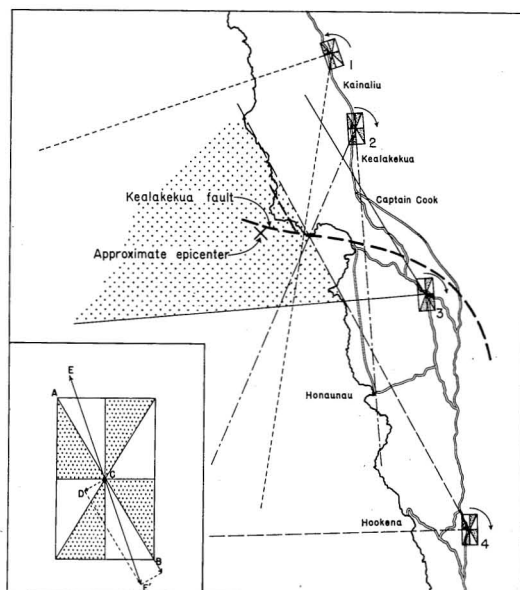 1
Kainaliu
2
Kealakekua
Captain Cook
Kealakekua fault
Approximate epicenter
3
Honaunau
Hookena
4
E
A
C
D
B
F